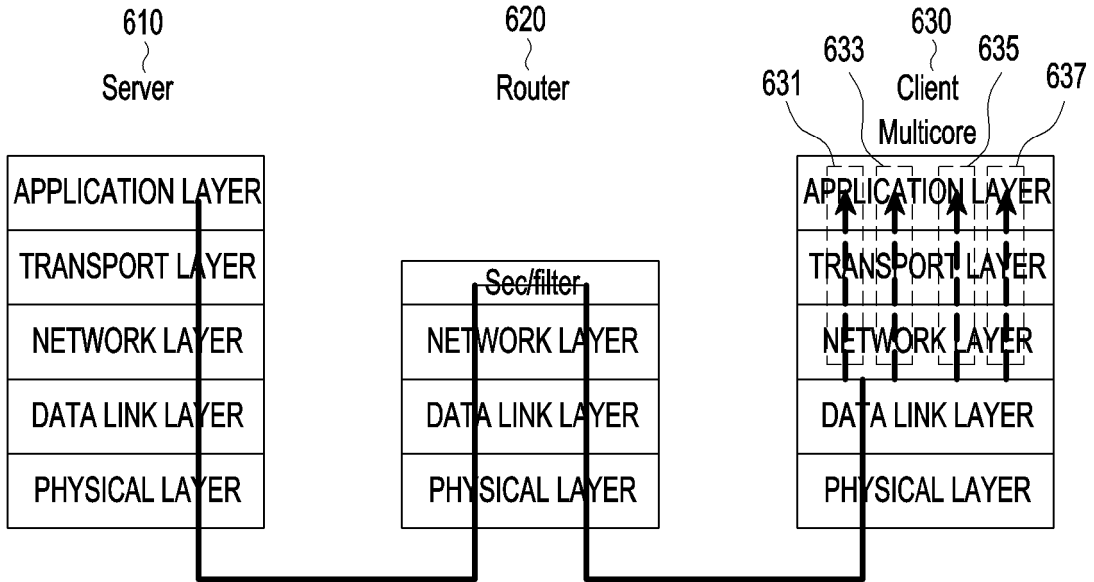 610
Server
APPLICATION LAYER
TRANSPORT LAYER
NETWORK LAYER
DATA LINK LAYER
PHYSICAL LAYER
620
Router
Sec/filter
NETWORK LAYER
DATA LINK LAYER
PHYSICAL LAYER
630
633
635
631
637
Client
Multicore
APPLICATION LAYER
TRANSPORT LAYER
NETWORK LAYER
DATA LINK LAYER
PHYSICAL LAYER